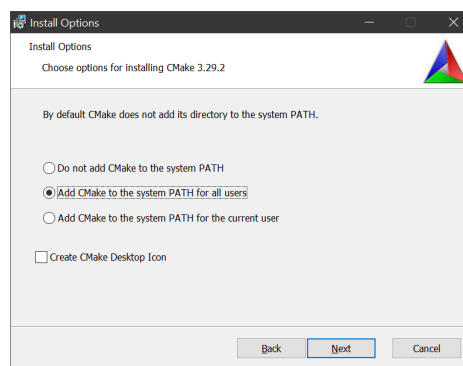 Install Options
Install Options
Choose options for installing CMake 3.29.2
By default CMake does not add its directory to the system PATH.
Do not add CMake to the system PATH
Add CMake to the system PATH for all users
Add CMake to the system PATH for the current user
Create CMake Desktop Icon
Back Next Cancel